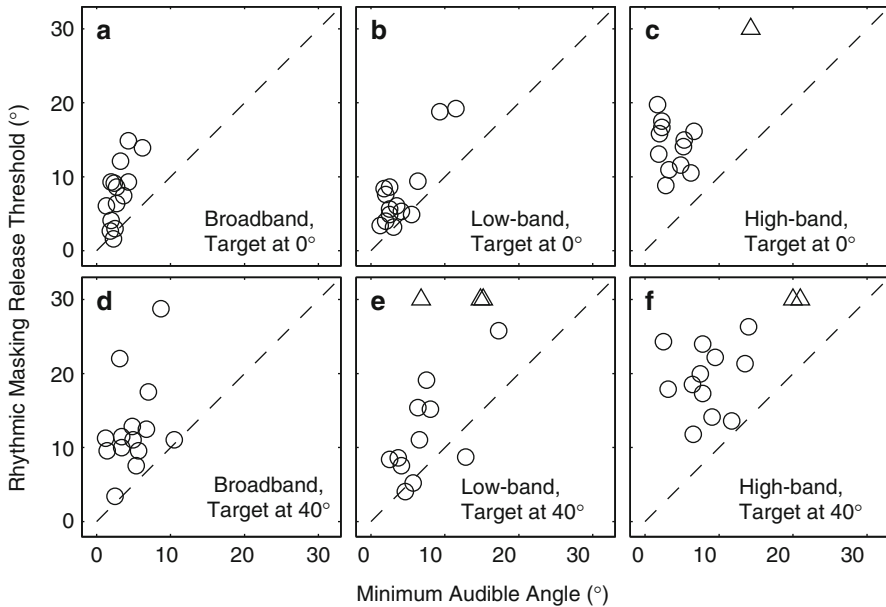 Rhythmic Masking Release Threshold (°)
30
20
10
0
a
Broadband,
Target at 0°
b
Low-band,
Target at 0°
c
High-band,
Target at 0°
30
20
10
0
d
Broadband,
Target at 40°
e
Low-band,
Target at 40°
f
High-band,
Target at 40°
0 10 20 30 0 10 20 30 0 10 20 30
Minimum Audible Angle (°)